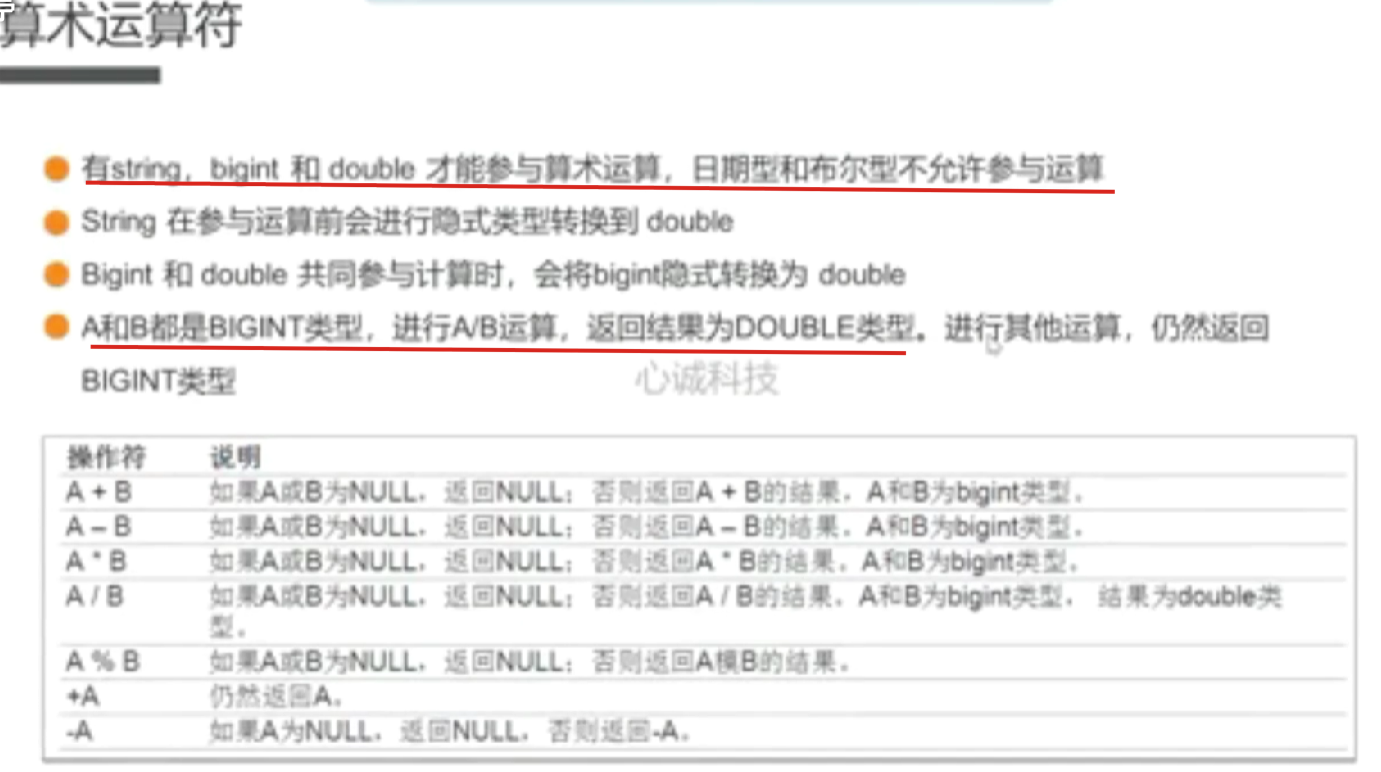 算术运算符
有string，bigint 和 double 才能参与算术运算，日期型和布尔型不允许参与运算
String 在参与运算前会进行隐式类型转换到 double
Bigint 和 double 共同参与计算时，会将bigint隐式转换为 double
A和B都是BIGINT类型，进行A/B运算，返回结果为DOUBLE类型。进行其他运算，仍然返回
BIGINT类型
心诚科技
操作符 说明
A + B 如果A或B为NULL，返回NULL；否则返回A + B的结果，A和B为bigint类型。
A – B 如果A或B为NULL，返回NULL；否则返回A – B的结果，A和B为bigint类型。
A * B 如果A或B为NULL，返回NULL；否则返回A * B的结果，A和B为bigint类型。
A / B 如果A或B为NULL，返回NULL；否则返回A / B的结果，A和B为bigint类型， 结果为double类
型。
A % B 如果A或B为NULL，返回NULL；否则返回A模B的结果。
+A 仍然返回A。
-A 如果A为NULL，返回NULL，否则返回-A。